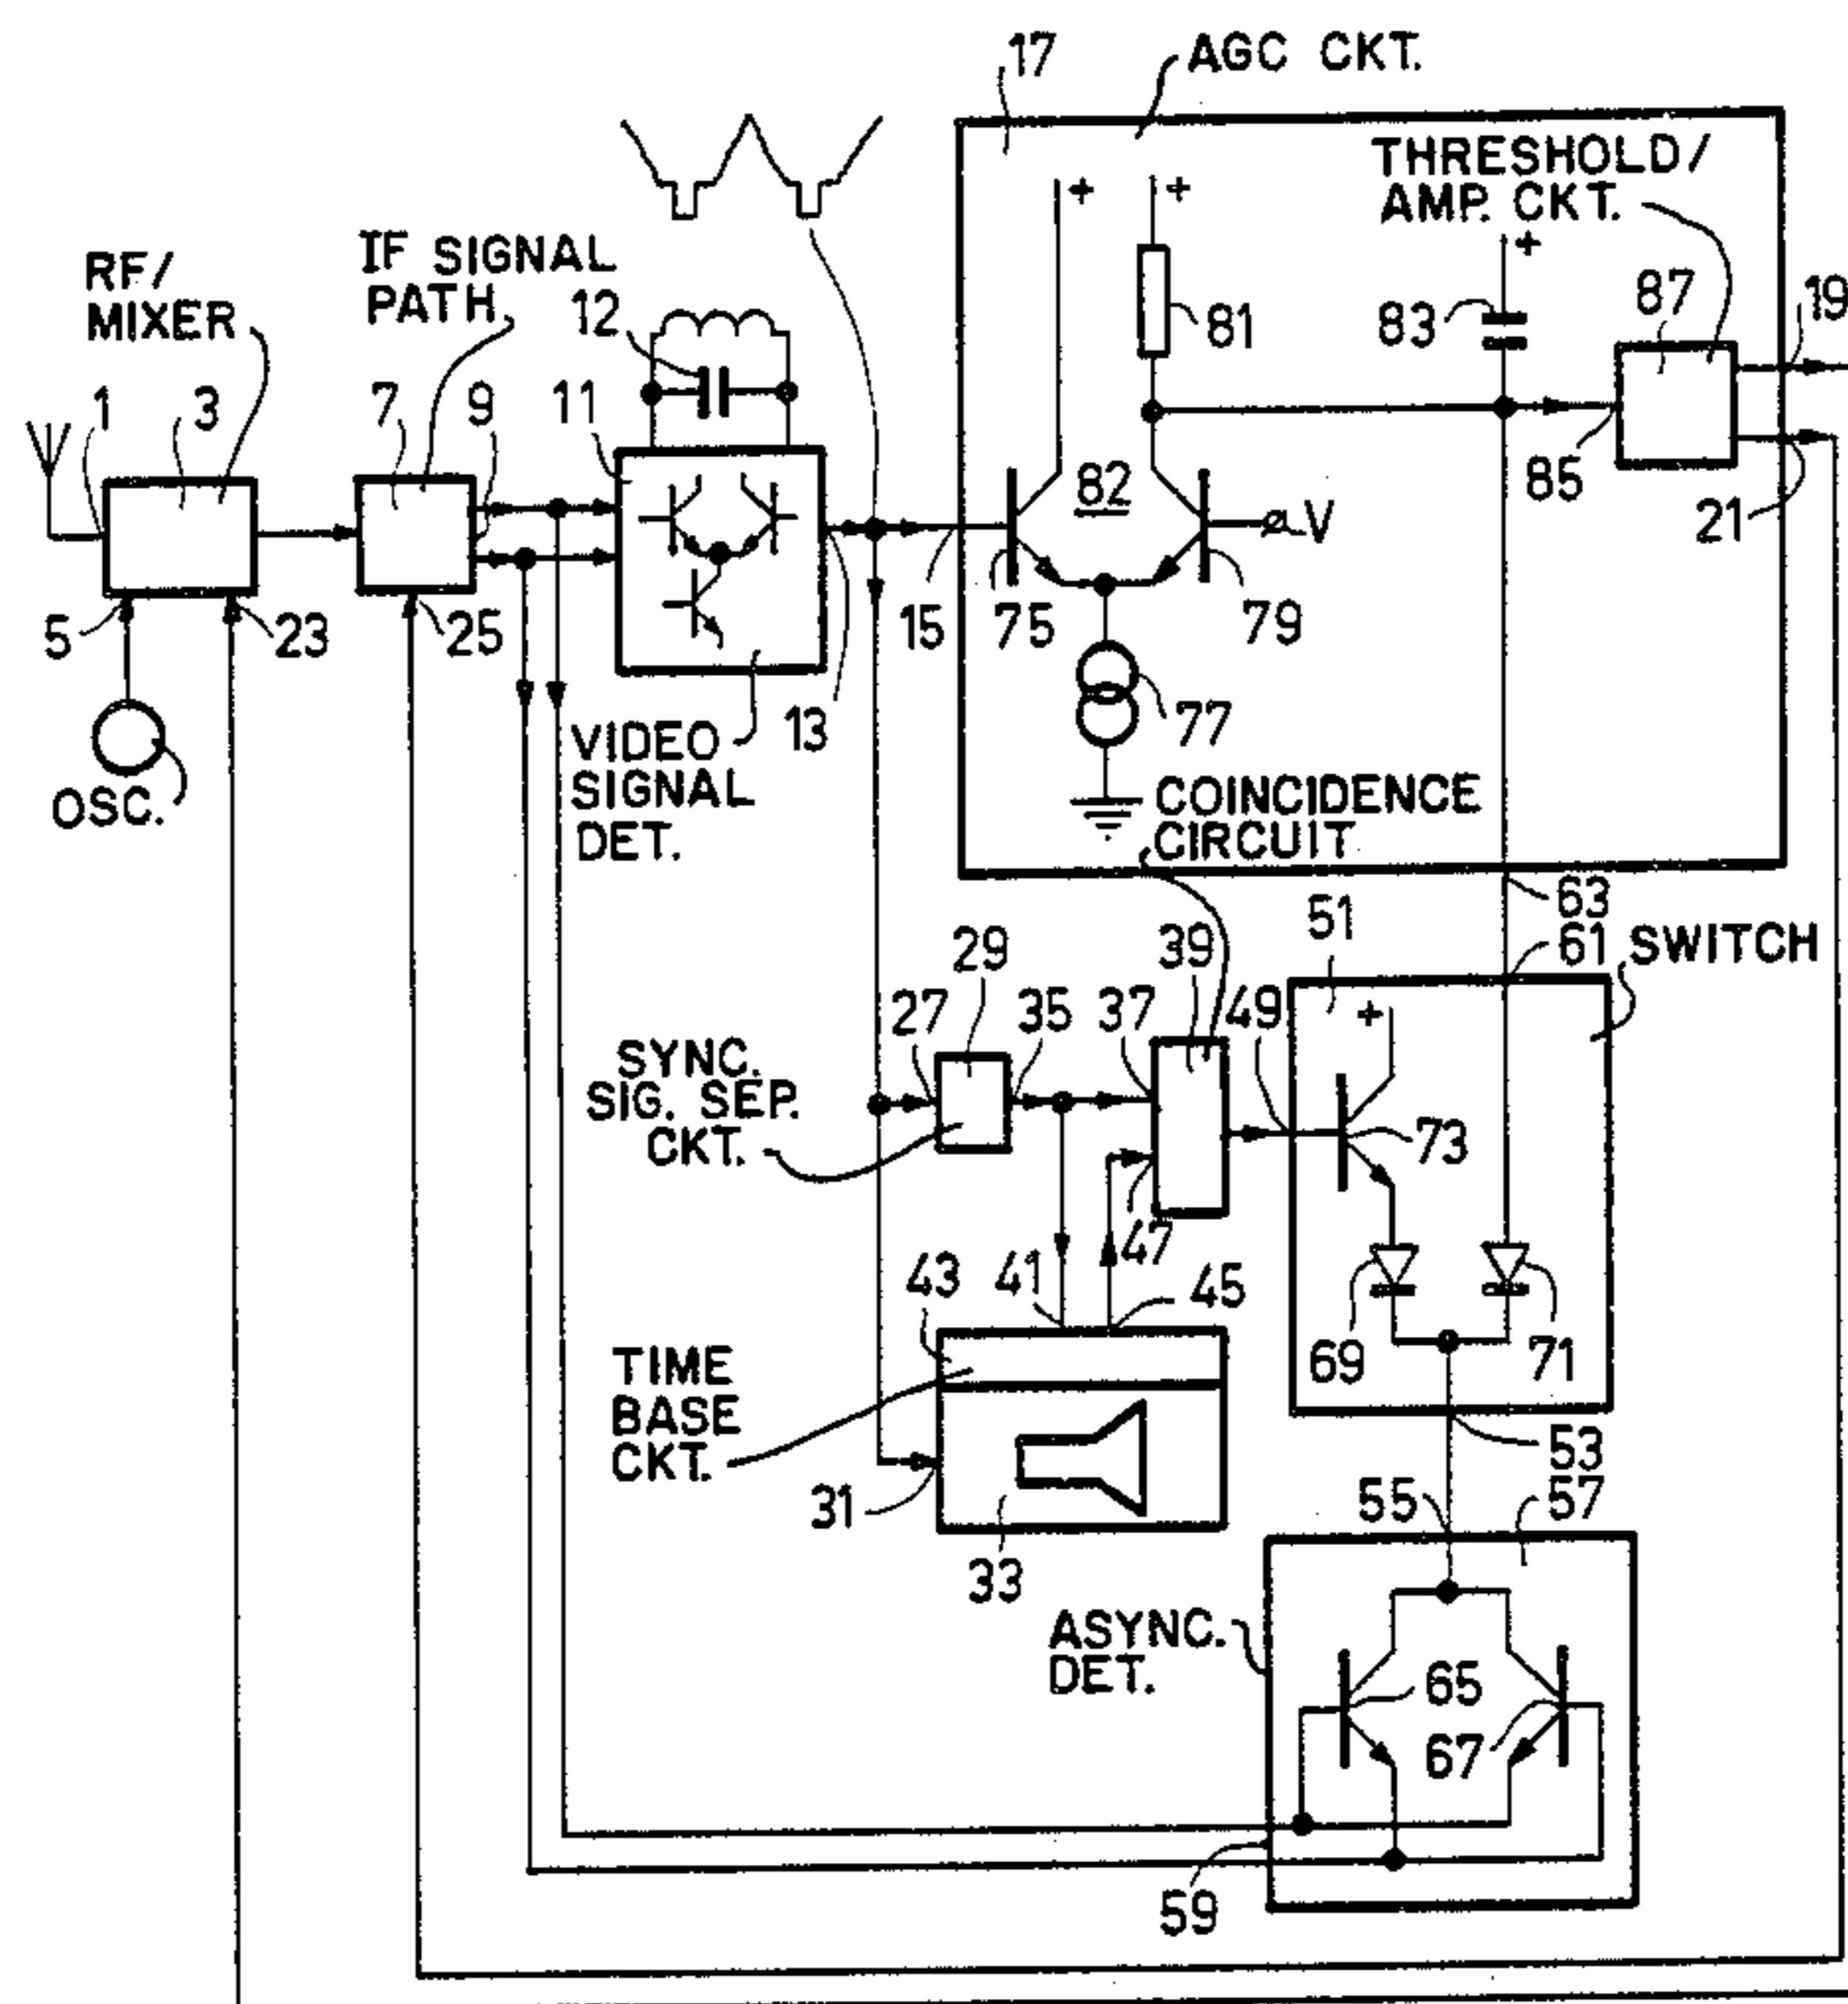 17
AGC CKT.
THRESHOLD/
AMP. CKT.
+
+
+
RF/
MIXER
IF SIGNAL
PATH
12
81
83
87
19
1
3
7
9
11
82
85
21
V
5
23
25
15
75
79
77
13
OSC.
VIDEO
SIGNAL
DET.
COINCIDENCE
CIRCUIT
63
61
SWITCH
51
29
39
27
35
37
49
+
SYNC.
SIG. SEP.
CKT.
73
47
43
41
45
69
71
TIME
BASE
CKT.
53
31
55
57
33
ASYNC.
DET.
65
67
59